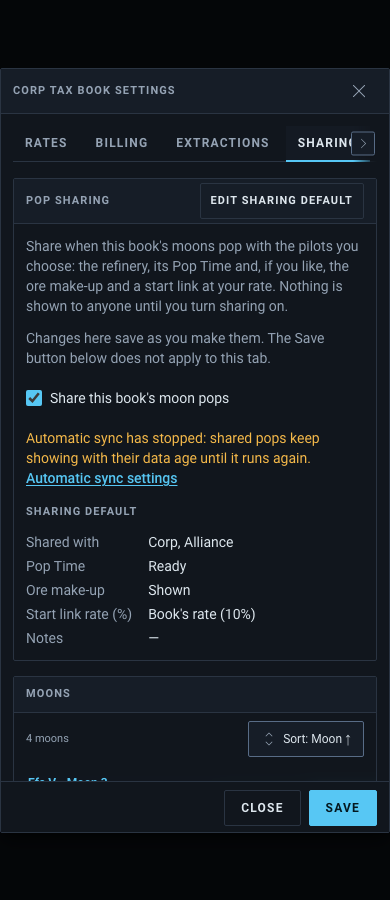 CORP TAX BOOK SETTINGS
RATES BILLING EXTRACTIONS SHARING
POP SHARING
EDIT SHARING DEFAULT
Share when this book's moons pop with the pilots you
choose: the refinery, its Pop Time and, if you like, the
ore make-up and a start link at your rate. Nothing is
shown to anyone until you turn sharing on.
Changes here save as you make them. The Save
button below does not apply to this tab.
Share this book's moon pops
Automatic sync has stopped: shared pops keep
showing with their data age until it runs again.
Automatic sync settings
SHARING DEFAULT
Shared with Corp, Alliance
Pop Time Ready
Ore make-up Shown
Start link rate (%) Book's rate (10%)
Notes —
MOONS
4 moons
Sort: Moon ↑
CLOSE SAVE